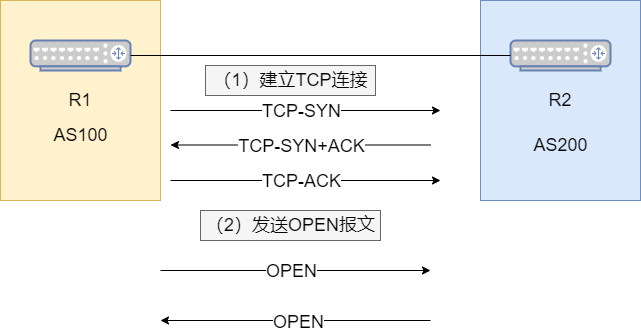 （1）建立TCP连接
R1
R2
TCP-SYN
AS100
AS200
TCP-SYN+ACK
TCP-ACK
（2）发送OPEN报文
OPEN
OPEN